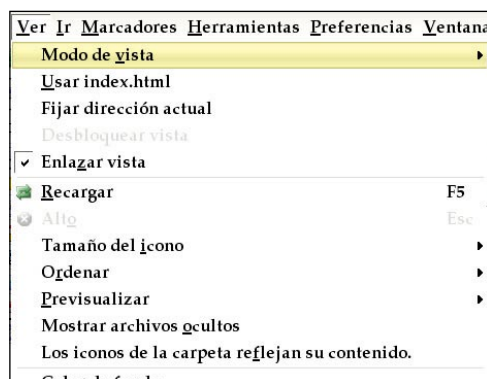 Ver Ir Marcadores Herramientas Preferencias Ventana
Modo de vista
Usar index.html
Fijar dirección actual
Desbloquear vista
Enlazar vista
Recargar F5
Alto Esc
Tamaño del icono
Ordenar
Previsualizar
Mostrar archivos ocultos
Los iconos de la carpeta reflejan su contenido.